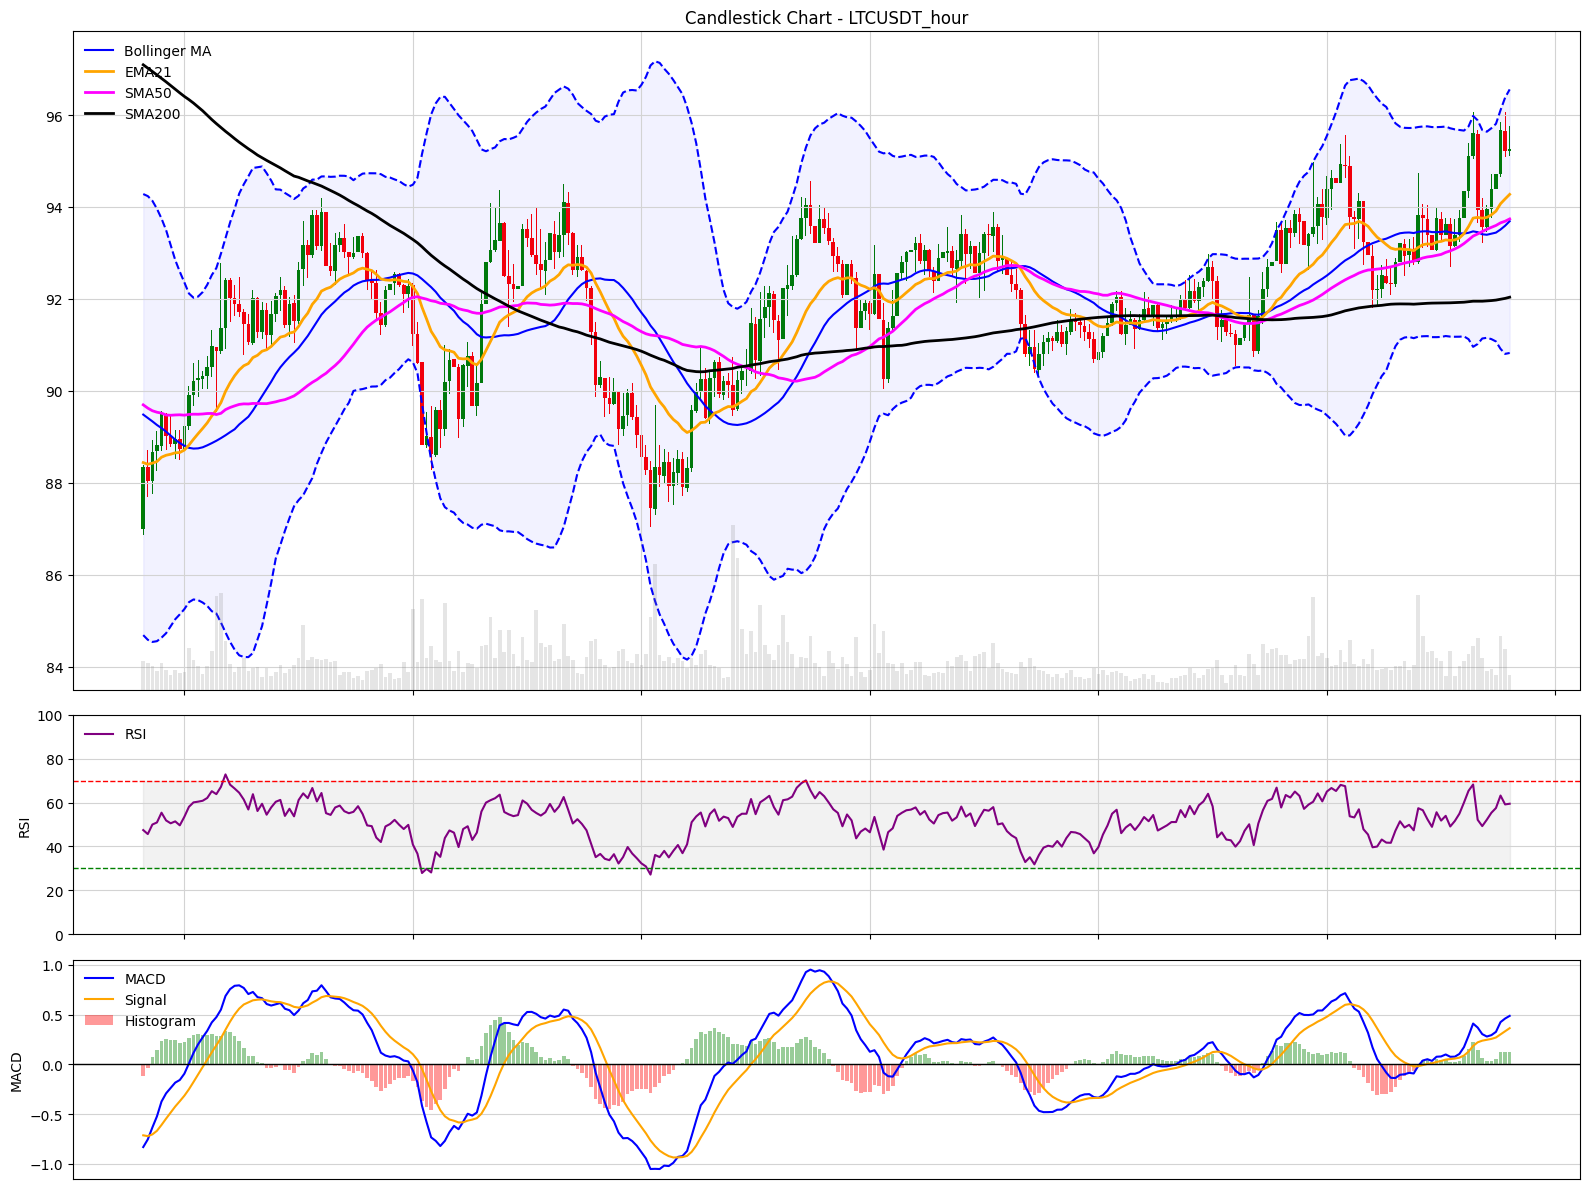 Candlestick Chart - LTCUSDT_hour
Bollinger MA
EMA21
SMA50
SMA200
96
94
92
90
88
86
84
RSI
100
80
60
40
20
0
RSI
MACD
Signal
Histogram
1.0
0.5
0.0
−0.5
−1.0
MACD